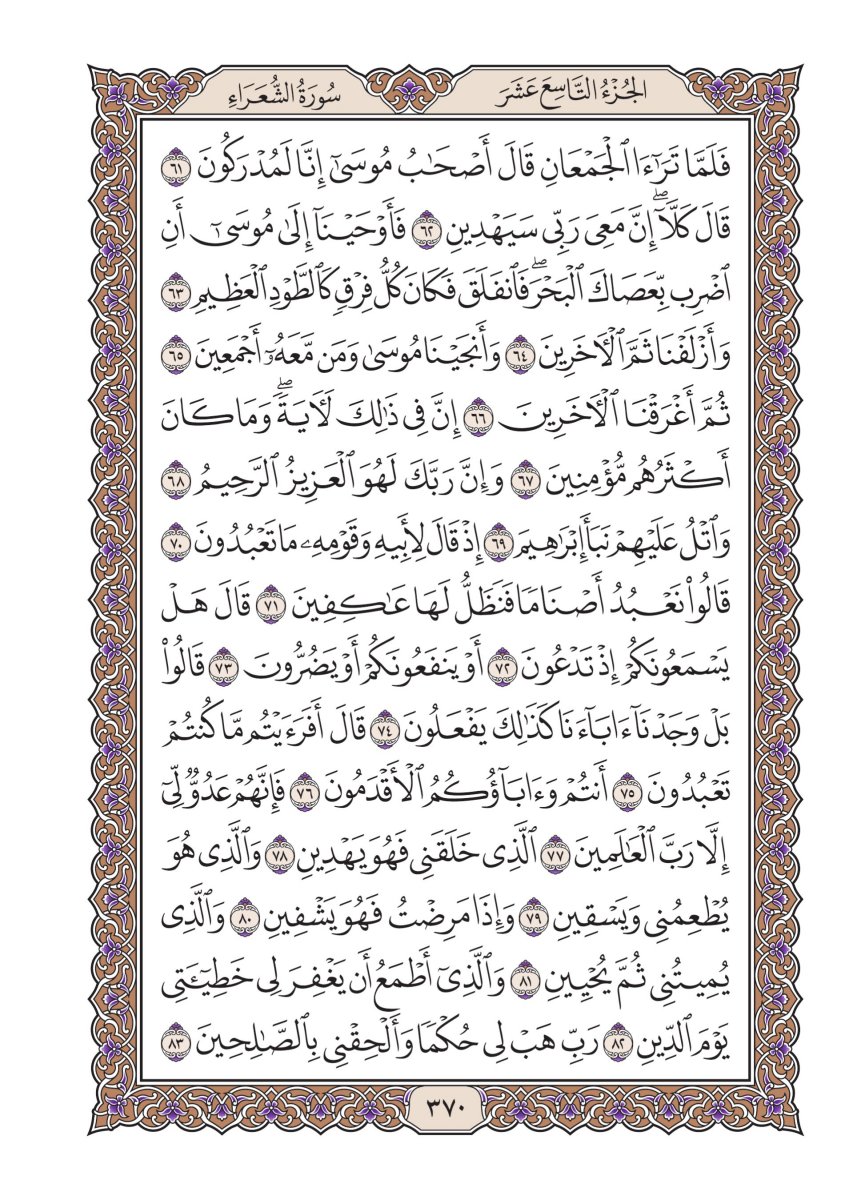 الجُزْءُ التَّاسِعَ عَشَرَ
سُورَةُ الشُّعَرَاءِ
فَلَمَّا تَرَٰٓءَا ٱلۡجَمۡعَانِ قَالَ أَصۡحَٰبُ مُوسَىٰٓ إِنَّا لَمُدۡرَكُونَ ٦١
قَالَ كَلَّآۖ إِنَّ مَعِيَ رَبِّي سَيَهۡدِينِ ٦٢ فَأَوۡحَيۡنَآ إِلَىٰ مُوسَىٰٓ أَنِ
ٱضۡرِب بِّعَصَاكَ ٱلۡبَحۡرَۖ فَٱنفَلَقَ فَكَانَ كُلُّ فِرۡقٖ كَٱلطَّوۡدِ ٱلۡعَظِيمِ ٦٣
وَأَزۡلَفۡنَا ثَمَّ ٱلۡأٓخَرِينَ ٦٤ وَأَنجَيۡنَا مُوسَىٰ وَمَن مَّعَهُۥٓ أَجۡمَعِينَ ٦٥
ثُمَّ أَغۡرَقۡنَا ٱلۡأٓخَرِينَ ٦٦ إِنَّ فِي ذَٰلِكَ لَأٓيَةٗۖ وَمَا كَانَ
أَكۡثَرُهُم مُّؤۡمِنِينَ ٦٧ وَإِنَّ رَبَّكَ لَهُوَ ٱلۡعَزِيزُ ٱلرَّحِيمُ ٦٨
وَٱتۡلُ عَلَيۡهِمۡ نَبَأَ إِبۡرَٰهِيمَ ٦٩ إِذۡ قَالَ لِأَبِيهِ وَقَوۡمِهِۦ مَا تَعۡبُدُونَ ٧٠
قَالُواْ نَعۡبُدُ أَصۡنَامٗا فَنَظَلُّ لَهَا عَٰكِفِينَ ٧١ قَالَ هَلۡ
يَسۡمَعُونَكُمۡ إِذۡ تَدۡعُونَ ٧٢ أَوۡ يَنفَعُونَكُمۡ أَوۡ يَضُرُّونَ ٧٣ قَالُواْ
بَلۡ وَجَدۡنَآ ءَابَآءَنَا كَذَٰلِكَ يَفۡعَلُونَ ٧٤ قَالَ أَفَرَءَيۡتُم مَّا كُنتُمۡ
تَعۡبُدُونَ ٧٥ أَنتُمۡ وَءَابَآؤُكُمُ ٱلۡأَقۡدَمُونَ ٧٦ فَإِنَّهُمۡ عَدُوّٞ لِّيٓ
إِلَّا رَبَّ ٱلۡعَٰلَمِينَ ٧٧ ٱلَّذِي خَلَقَنِي فَهُوَ يَهۡدِينِ ٧٨ وَٱلَّذِي هُوَ
يُطۡعِمُنِي وَيَسۡقِينِ ٧٩ وَإِذَا مَرِضۡتُ فَهُوَ يَشۡفِينِ ٨٠ وَٱلَّذِي
يُمِيتُنِي ثُمَّ يُحۡيِينِ ٨١ وَٱلَّذِيٓ أَطۡمَعُ أَن يَغۡفِرَ لِي خَطِيٓـَٔتِي
يَوۡمَ ٱلدِّينِ ٨٢ رَبِّ هَبۡ لِي حُكۡمٗا وَأَلۡحِقۡنِي بِٱلصَّٰلِحِينَ ٨٣
٣٧٠